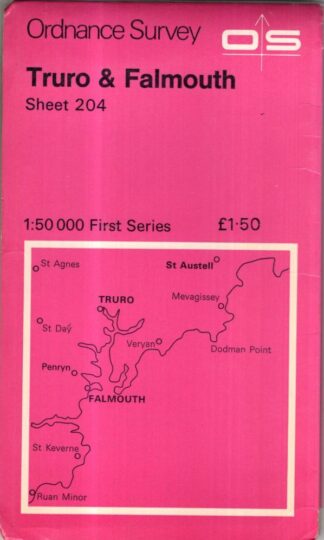 Ordnance Survey
OS
Truro & Falmouth
Sheet 204
1:50 000 First Series £1·50
St Agnes
St Austell
TRURO
Mevagissey
St Day
Veryan
Dodman Point
Penryn
FALMOUTH
St Keverne
Ruan Minor